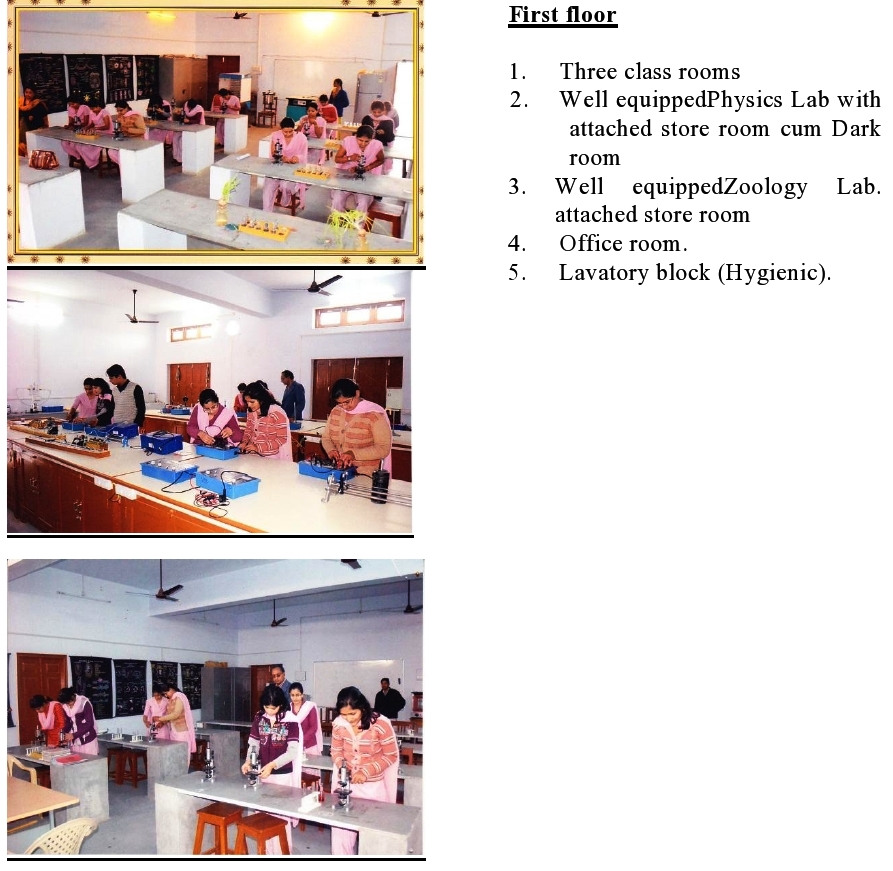 First floor
1. Three class rooms
2. Well equippedPhysics Lab with
attached store room cum Dark
room
3. Well equippedZoology Lab.
attached store room
4. Office room.
5. Lavatory block (Hygienic).